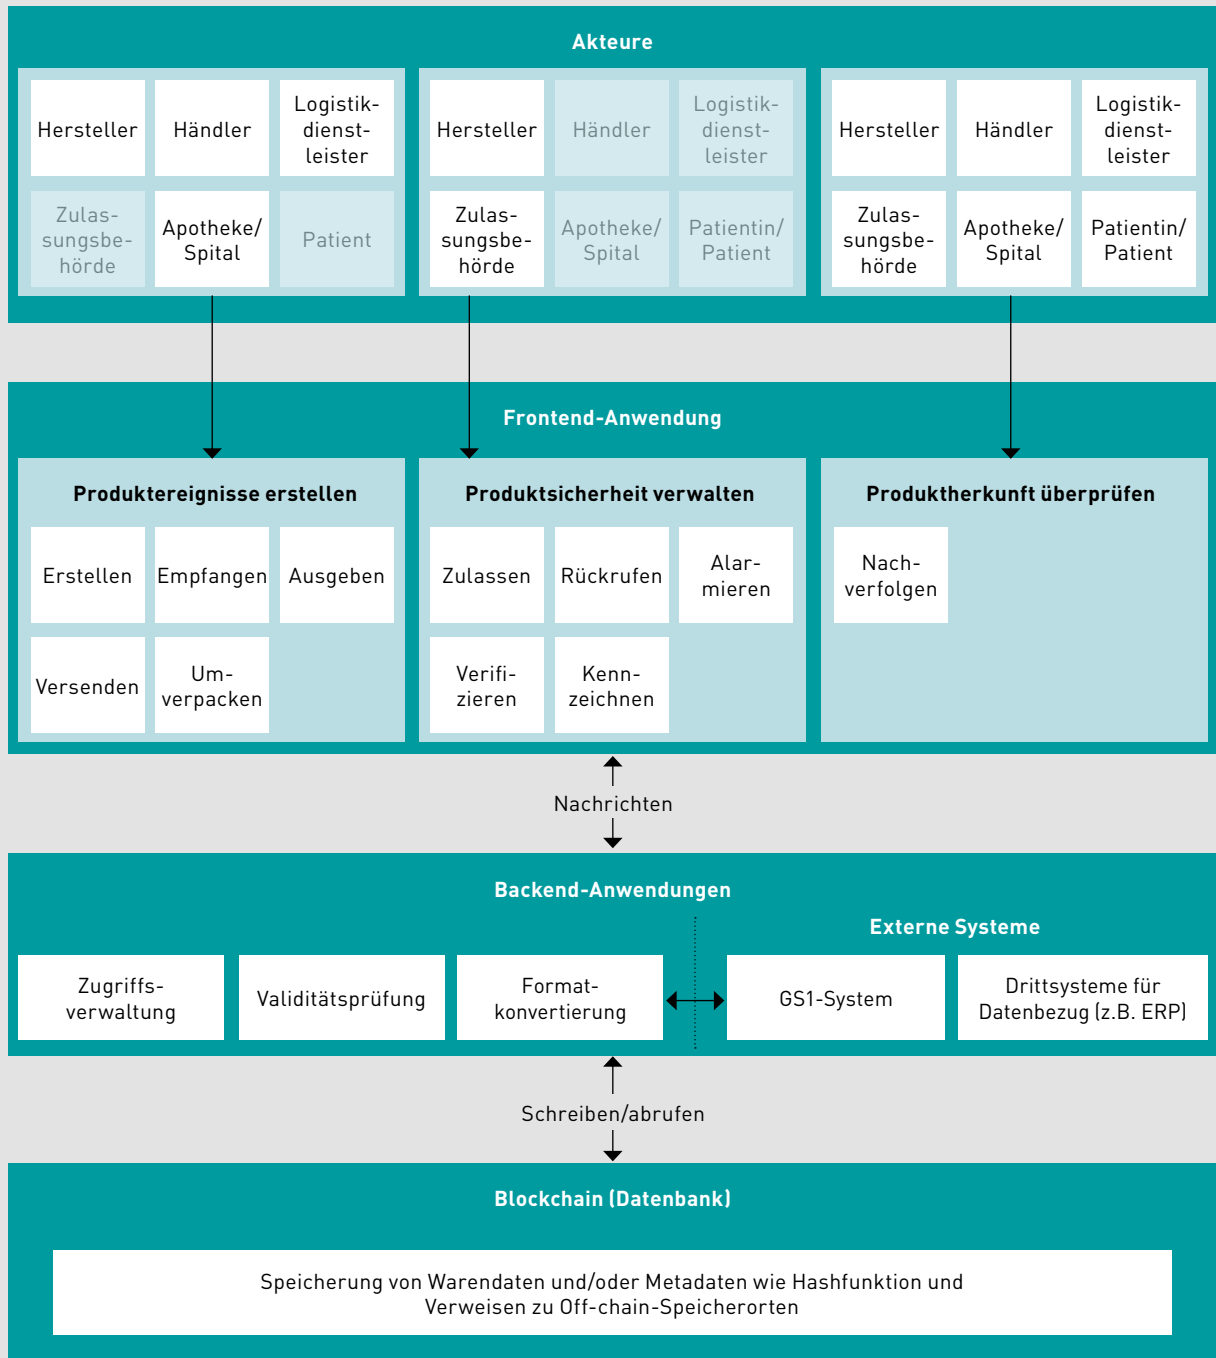 Akteure
Hersteller
Händler
Logistik-
dienst-
leister
Zulas-
sungsbe-
hörde
Apotheke/
Spital
Patient
Hersteller
Händler
Logistik-
dienst-
leister
Zulas-
sungsbe-
hörde
Apotheke/
Spital
Patientin/
Patient
Hersteller
Händler
Logistik-
dienst-
leister
Zulas-
sungsbe-
hörde
Apotheke/
Spital
Patientin/
Patient
Frontend-Anwendung
Produktereignisse erstellen
Erstellen
Empfangen
Ausgeben
Versenden
Um-
verpacken
Produktsicherheit verwalten
Zulassen
Rückrufen
Alar-
mieren
Verifi-
zieren
Kenn-
zeichnen
Produktherkunft überprüfen
Nach-
verfolgen
Nachrichten
Backend-Anwendungen
Externe Systeme
Zugriffs-
verwaltung
Validitätsprüfung
Format-
konvertierung
GS1-System
Drittsysteme für
Datenbezug (z.B. ERP)
Schreiben/abrufen
Blockchain (Datenbank)
Speicherung von Warendaten und/oder Metadaten wie Hashfunktion und
Verweisen zu Off-chain-Speicherorten